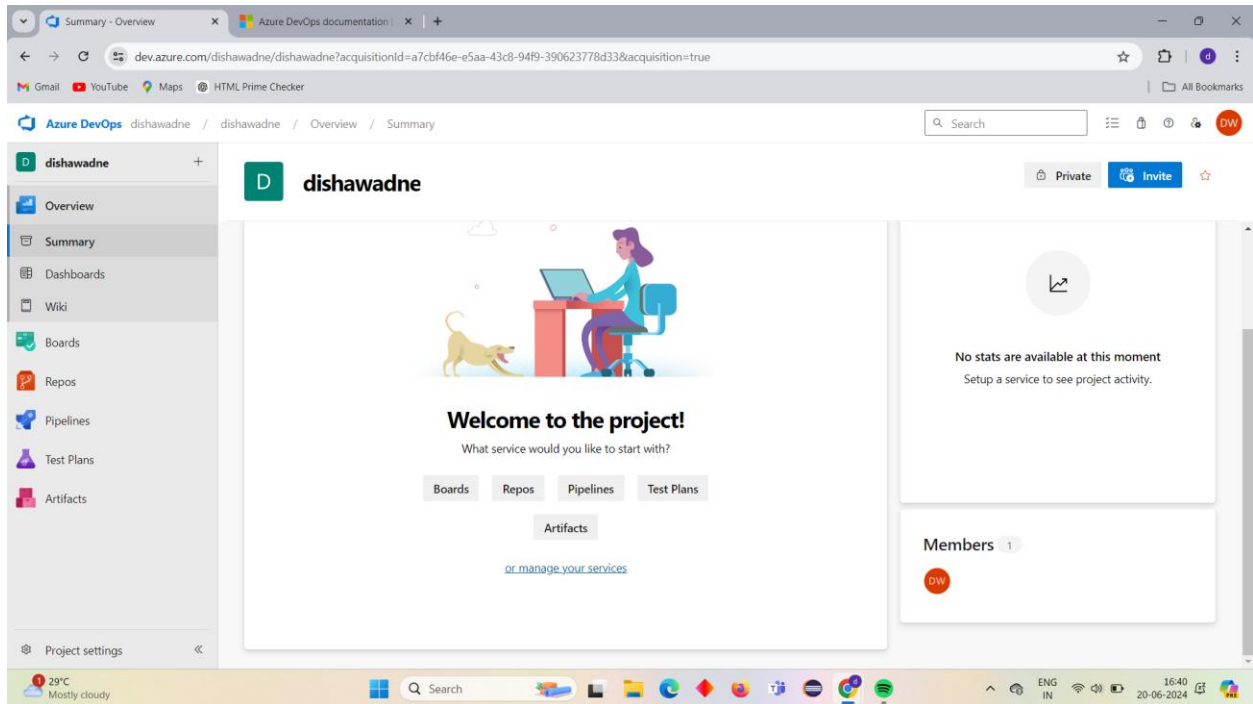 Summary - Overview
Azure DevOps documentation |
dev.azure.com/dishawadne/dishawadne?acquisitionId=a7cbf46e-e5aa-43c8-94f9-390623778d33&acquisition=true
d
Gmail YouTube Maps HTML Prime Checker All Bookmarks
Azure DevOps dishawadne / dishawadne / Overview / Summary
Search
DW
D dishawadne +
D dishawadne
Private
Invite
Overview
Summary
Dashboards
Wiki
Boards
Repos
Pipelines
Test Plans
Artifacts
Welcome to the project!
What service would you like to start with?
Boards Repos Pipelines Test Plans
Artifacts
or manage your services
No stats are available at this moment
Setup a service to see project activity.
Members 1
DW
Project settings
1
29°C
Mostly cloudy
Search
d
ENG
IN
16:40
20-06-2024
PRE